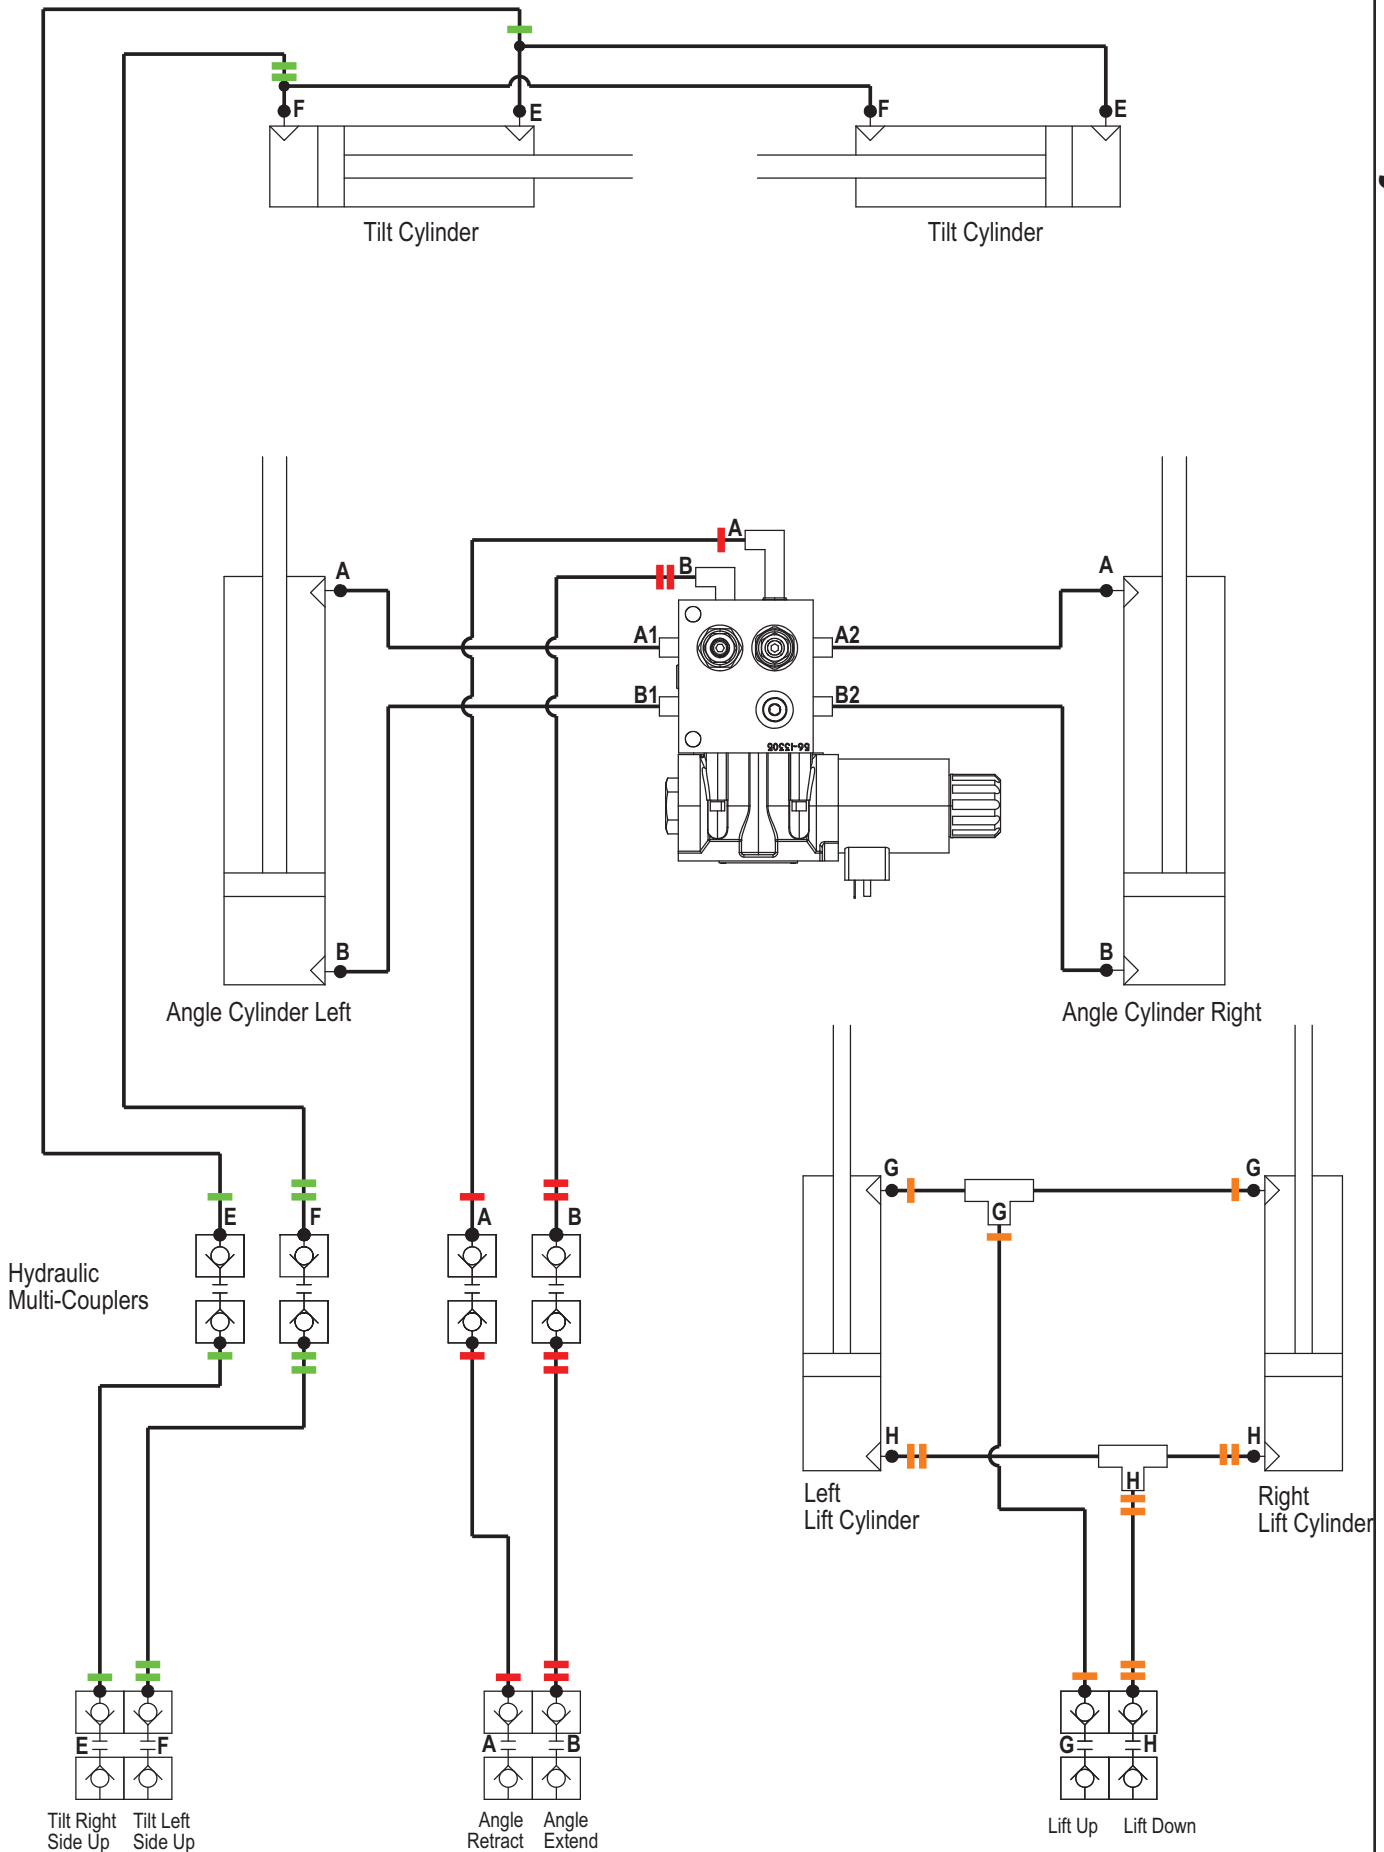 F
E
F
E
Tilt Cylinder
Tilt Cylinder
A
B
A
A
A1
A2
B1
B2
56-13305
B
B
Angle Cylinder Left
Angle Cylinder Right
G
G
G
E
F
A
B
Hydraulic
Multi-Couplers
H
H
H
Left
Lift Cylinder
Right
Lift Cylinder
E
F
A
B
G
H
Tilt Right
Side Up
Tilt Left
Side Up
Angle
Retract
Angle
Extend
Lift Up
Lift Down